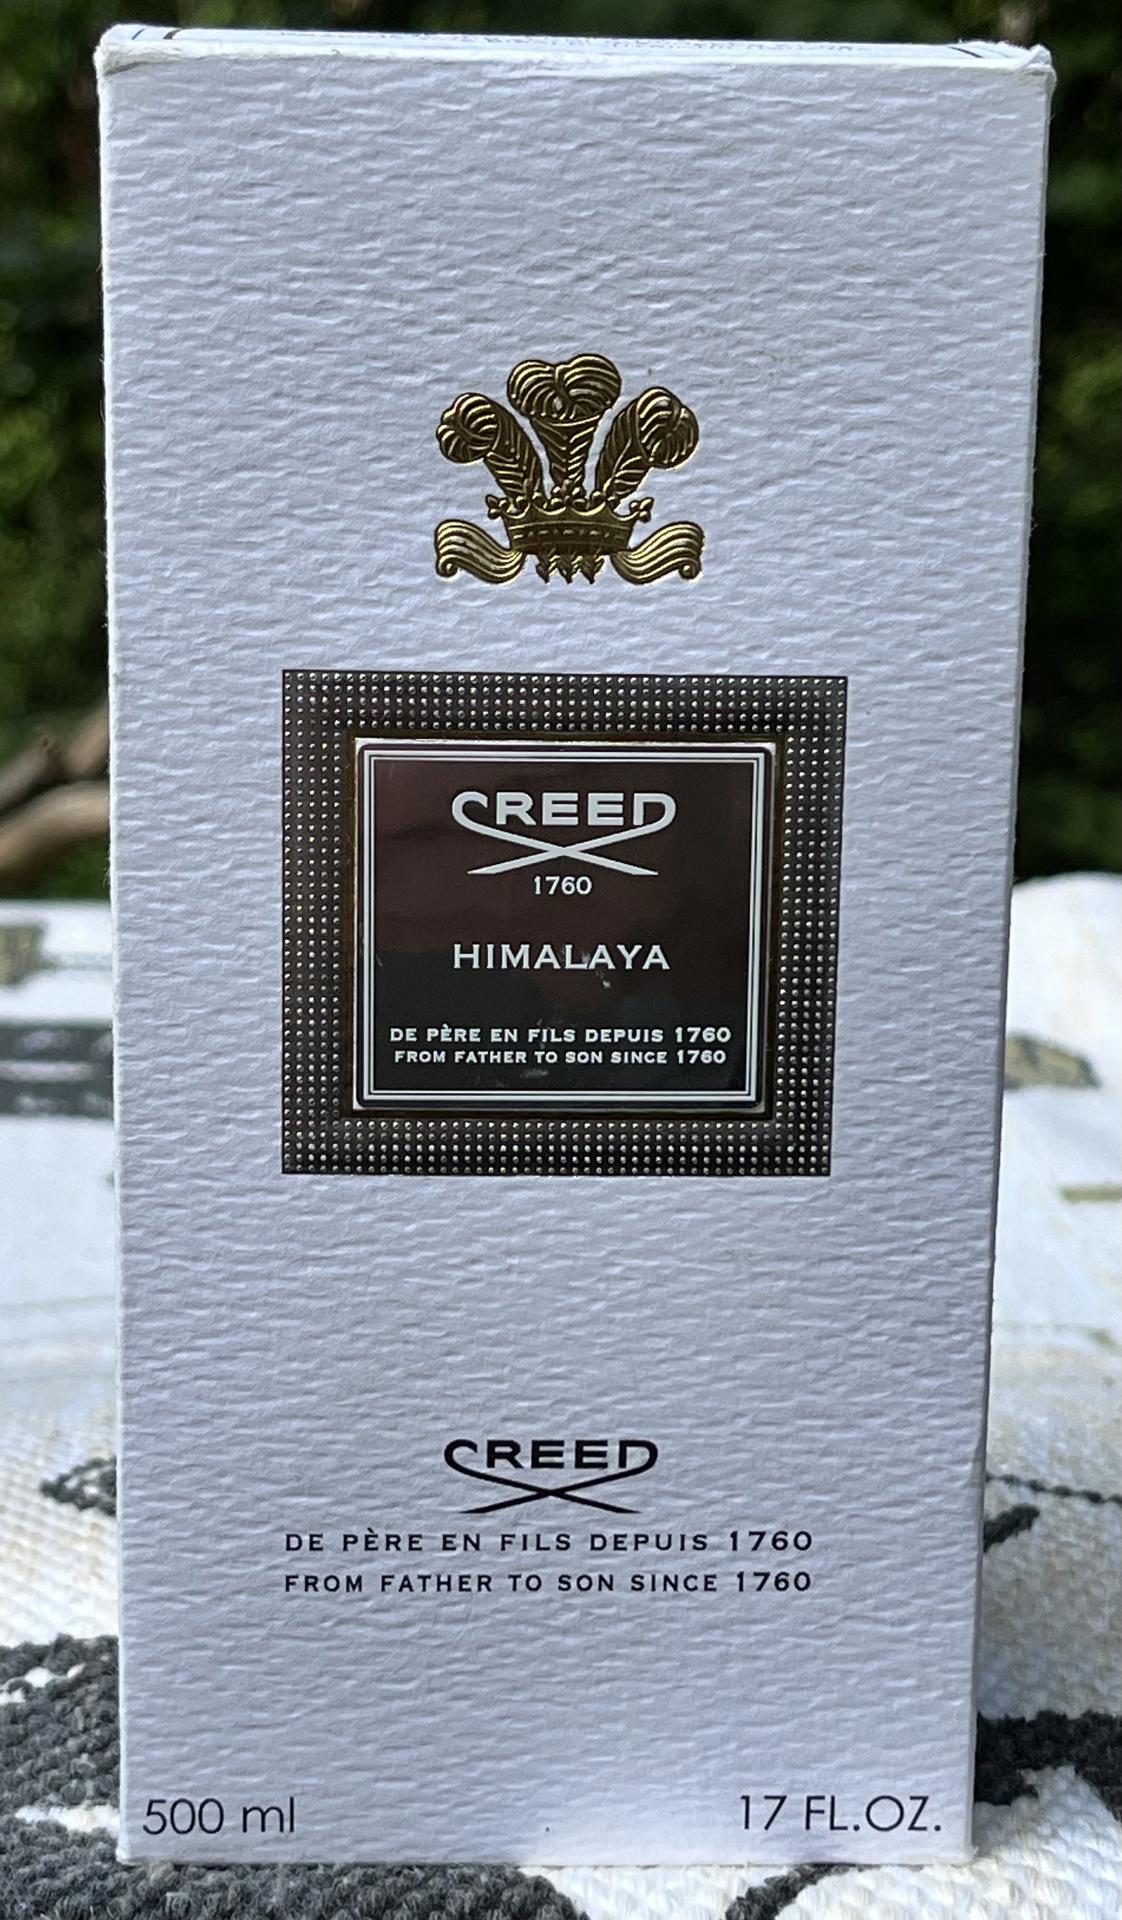 CREED
1760
HIMALAYA
DE PÈRE EN FILS DEPUIS 1760
FROM FATHER TO SON SINCE 1760
CREED
DE PÈRE EN FILS DEPUIS 1760
FROM FATHER TO SON SINCE 1760
500 ml 17 FL.OZ.